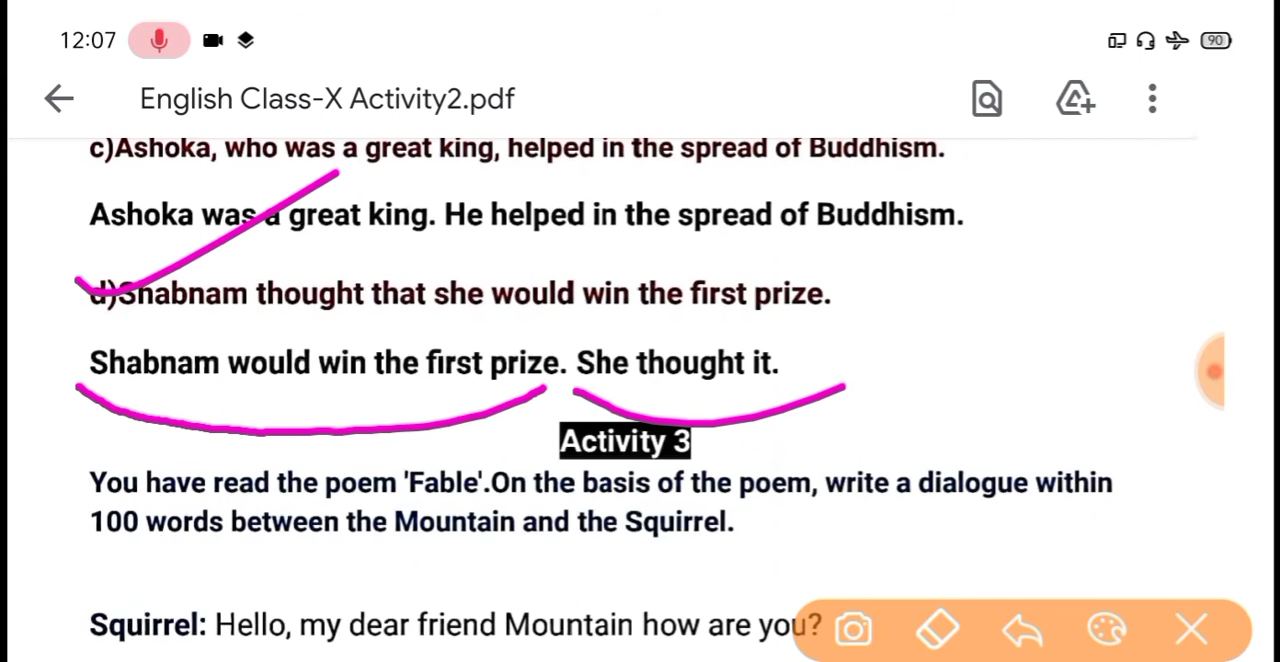 12:07
90
English Class-X Activity2.pdf
c)Ashoka, who was a great king, helped in the spread of Buddhism.
Ashoka was a great king. He helped in the spread of Buddhism.
d)Shabnam thought that she would win the first prize.
Shabnam would win the first prize. She thought it.
Activity 3
You have read the poem 'Fable'.On the basis of the poem, write a dialogue within
100 words between the Mountain and the Squirrel.
Squirrel: Hello, my dear friend Mountain how are you?